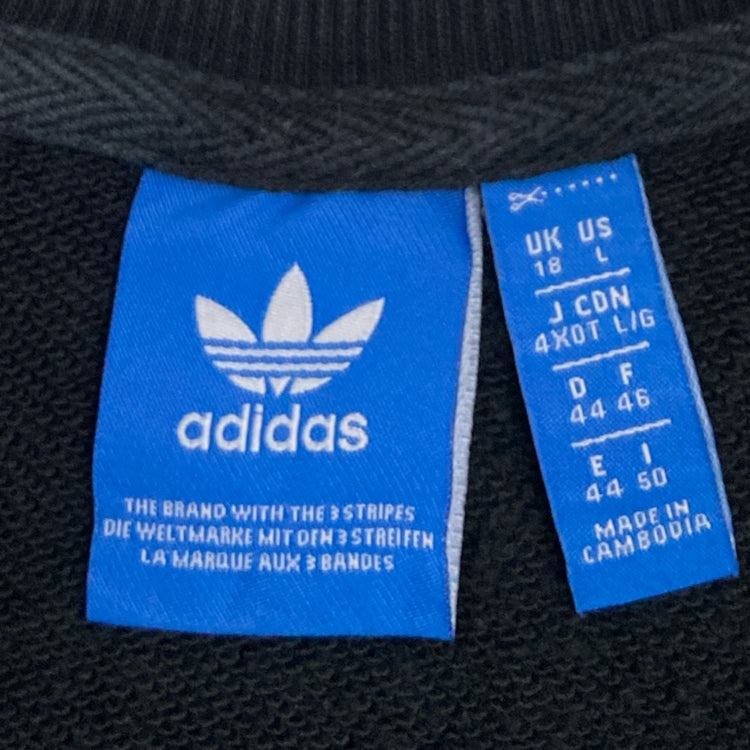 adidas
THE BRAND WITH THE 3 STRIPES
DIE WELTMARKE MIT DEN 3 STREIFEN
LA MARQUE AUX 3 BANDES
UK US
18 L
J CDN
4XOT L/G
D F
44 46
E I
44 50
MADE IN
CAMBODIA